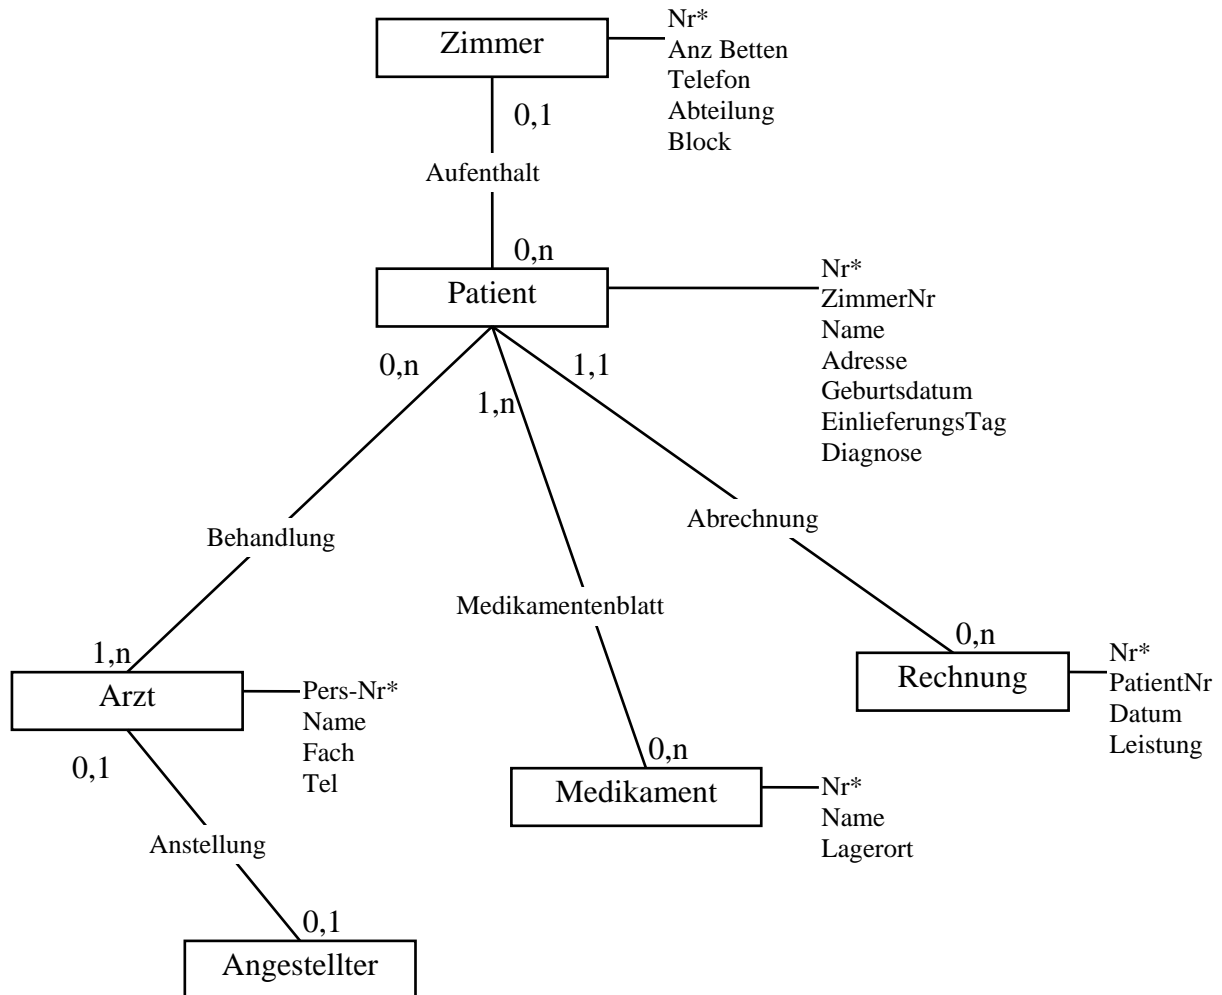 Zimmer
Nr*
Anz Betten
Telefon
Abteilung
Block
0,1
Aufenthalt
0,n
Patient
Nr*
ZimmerNr
Name
Adresse
Geburtsdatum
EinlieferungsTag
Diagnose
0,n
1,n
1,1
Behandlung
Medikamentenblatt
Abrechnung
1,n
Arzt
Pers-Nr*
Name
Fach
Tel
0,n
Rechnung
Nr*
PatientNr
Datum
Leistung
0,n
Medikament
Nr*
Name
Lagerort
0,1
Anstellung
0,1
Angestellter